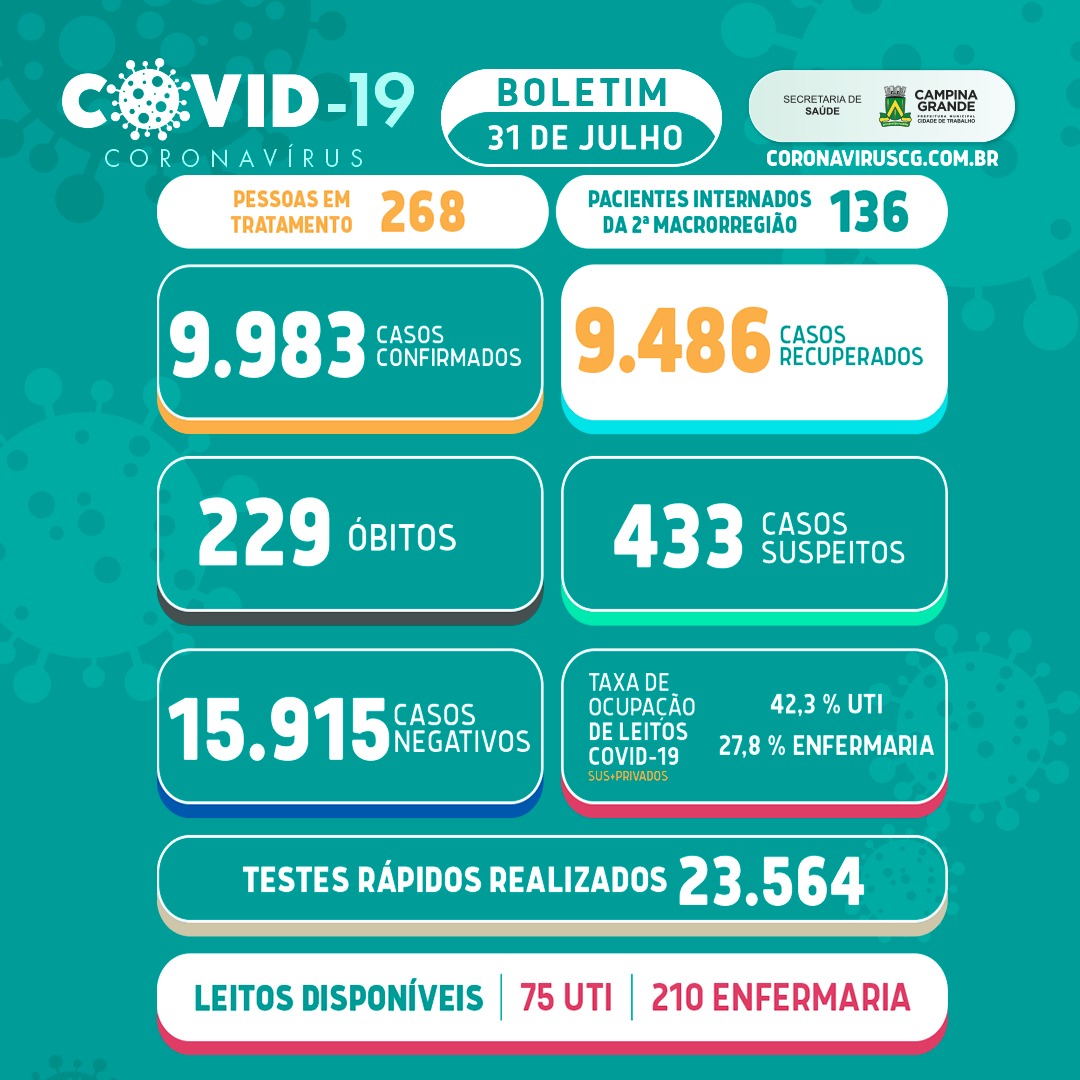 COVID-19
CORONAVÍRUS
BOLETIM
31 DE JULHO
SECRETARIA DE
SAÚDE
CAMPINA
GRANDE
PREFEITURA MUNICIPAL
CIDADE DE TRABALHO
CORONAVIRUSCG.COM.BR
PESSOAS EM
TRATAMENTO
268
PACIENTES INTERNADOS
DA 2ª MACRORREGIÃO
136
9.983
CASOS
CONFIRMADOS
9.486
CASOS
RECUPERADOS
229 ÓBITOS
433
CASOS
SUSPEITOS
15.915
CASOS
NEGATIVOS
TAXA DE
OCUPAÇÃO
DE LEITOS
COVID-19
SUS+PRIVADOS
42,3 % UTI
27,8 % ENFERMARIA
TESTES RÁPIDOS REALIZADOS 23.564
LEITOS DISPONÍVEIS 75 UTI 210 ENFERMARIA